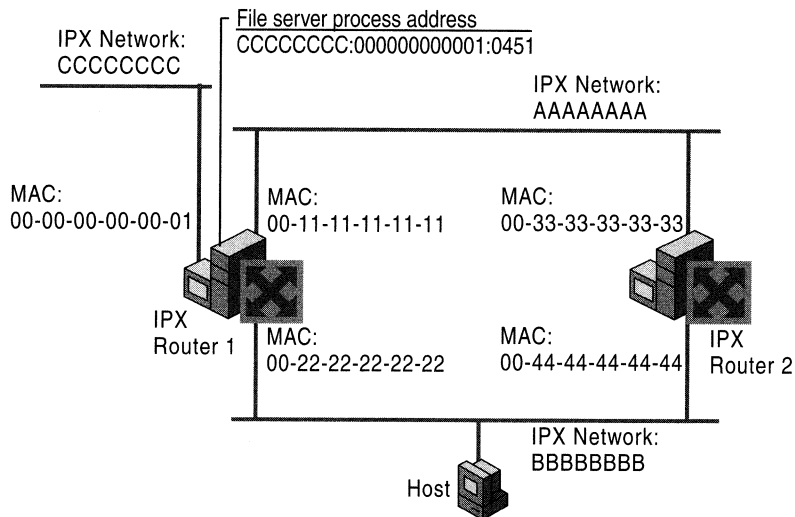 File server process address
CCCCCCCC:000000000001:0451
IPX Network:
CCCCCCCC
IPX Network:
AAAAAAAA
MAC:
00-00-00-00-00-01
MAC:
00-11-11-11-11-11
MAC:
00-33-33-33-33-33
IPX
Router 1
MAC:
00-22-22-22-22-22
MAC:
00-44-44-44-44-44
IPX
Router 2
IPX Network:
BBBBBBBB
Host